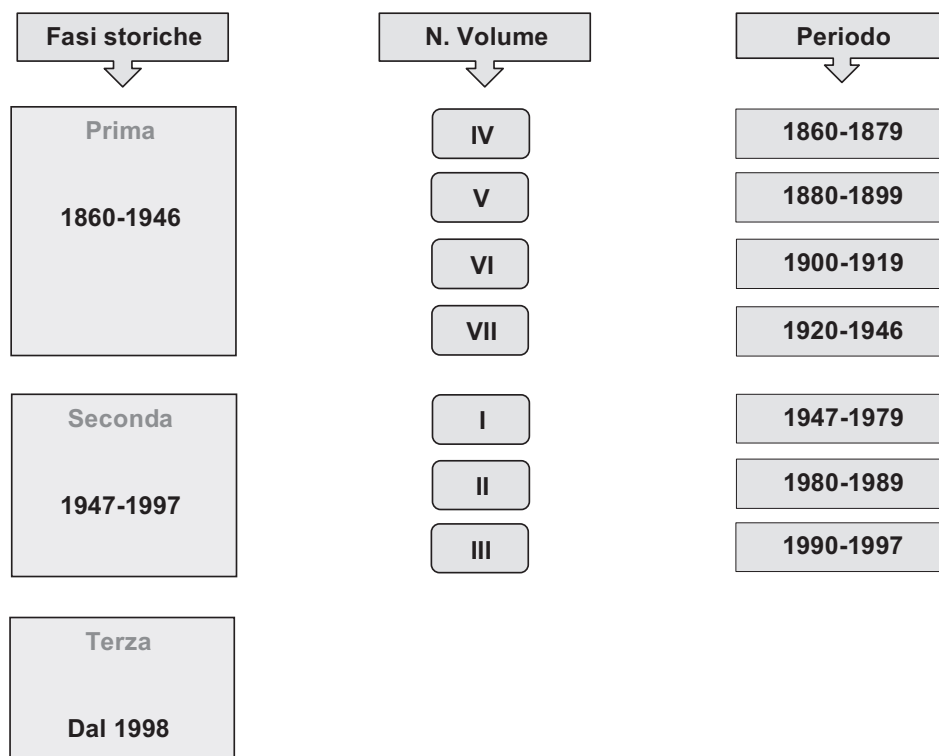 Fasi storiche
N. Volume
Periodo
Prima
1860-1946
IV
1860-1879
V
1880-1899
VI
1900-1919
VII
1920-1946
Seconda
1947-1997
I
1947-1979
II
1980-1989
III
1990-1997
Terza
Dal 1998